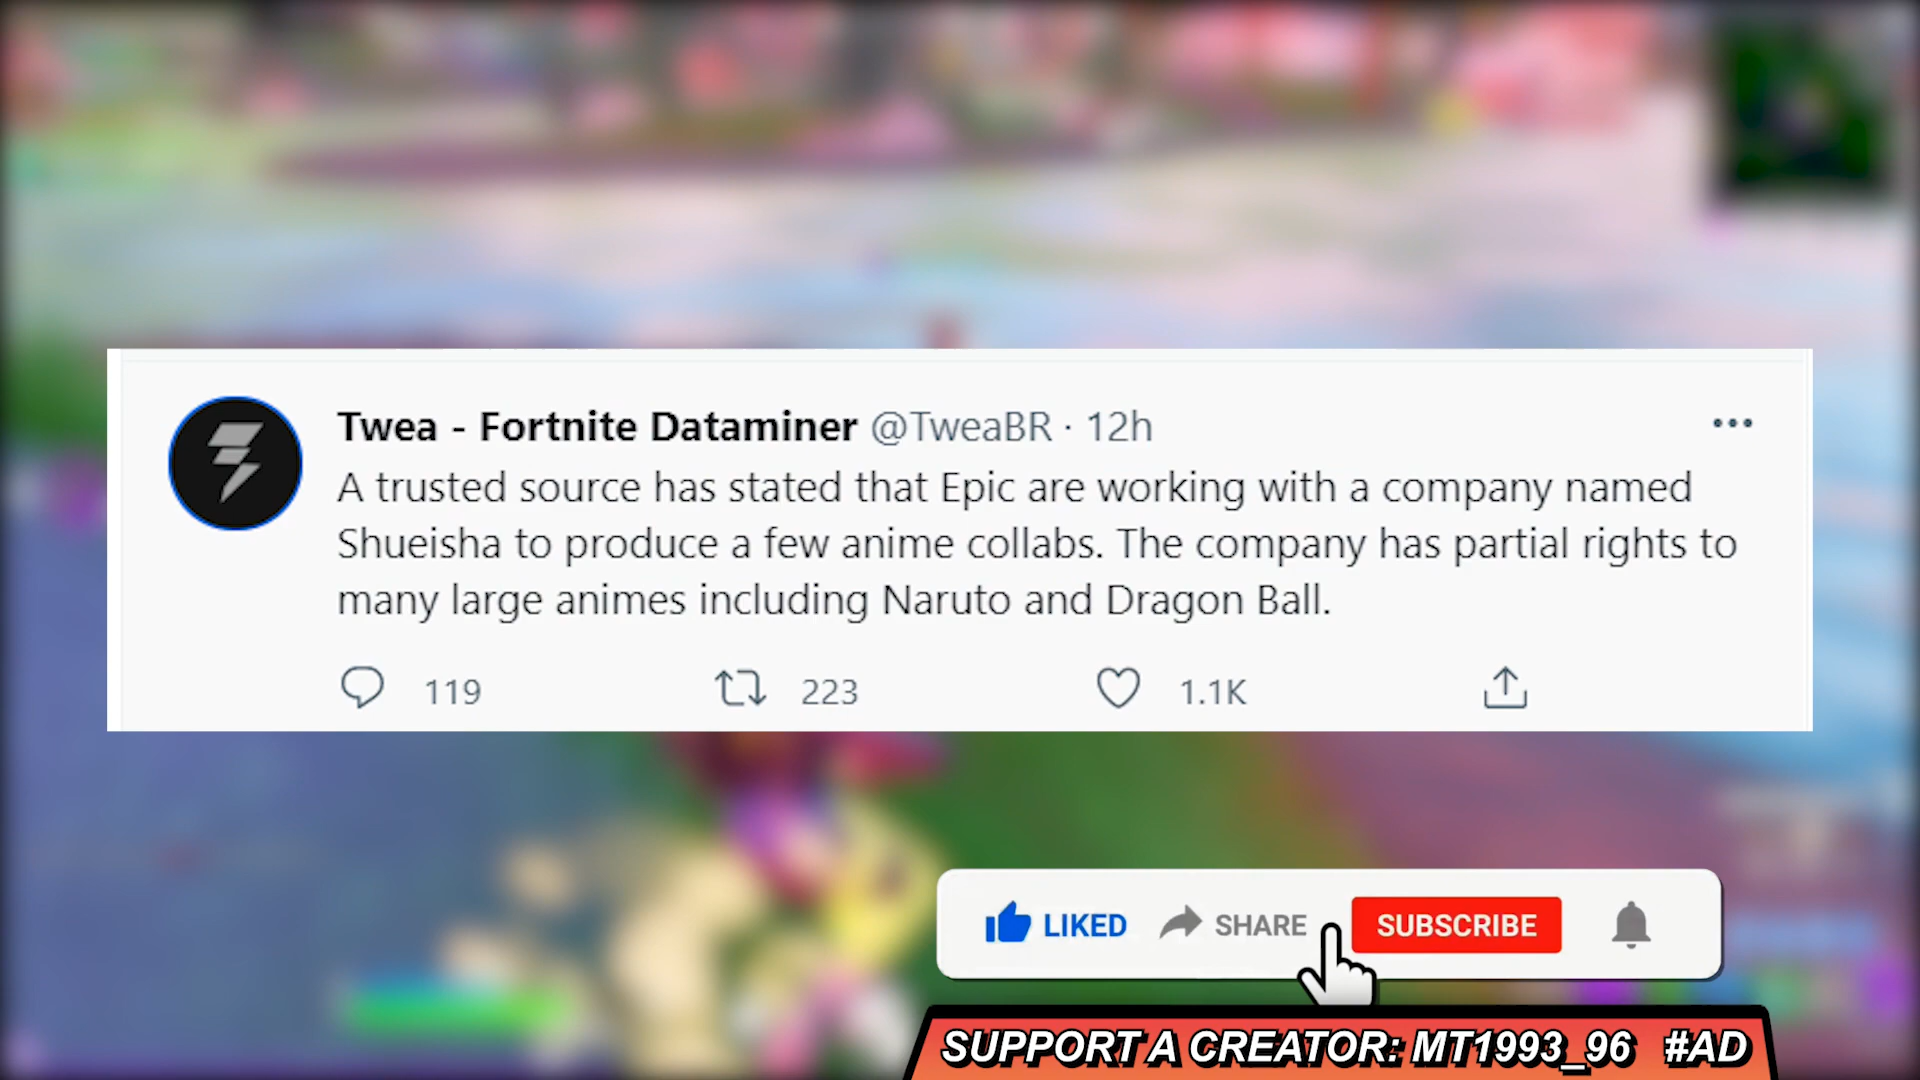 Twea - Fortnite Dataminer @TweaBR · 12h
A trusted source has stated that Epic are working with a company named
Shueisha to produce a few anime collabs. The company has partial rights to
many large animes including Naruto and Dragon Ball.
119 223 1.1K
LIKED SHARE SUBSCRIBE
SUPPORT A CREATOR: MT1993_96 #AD